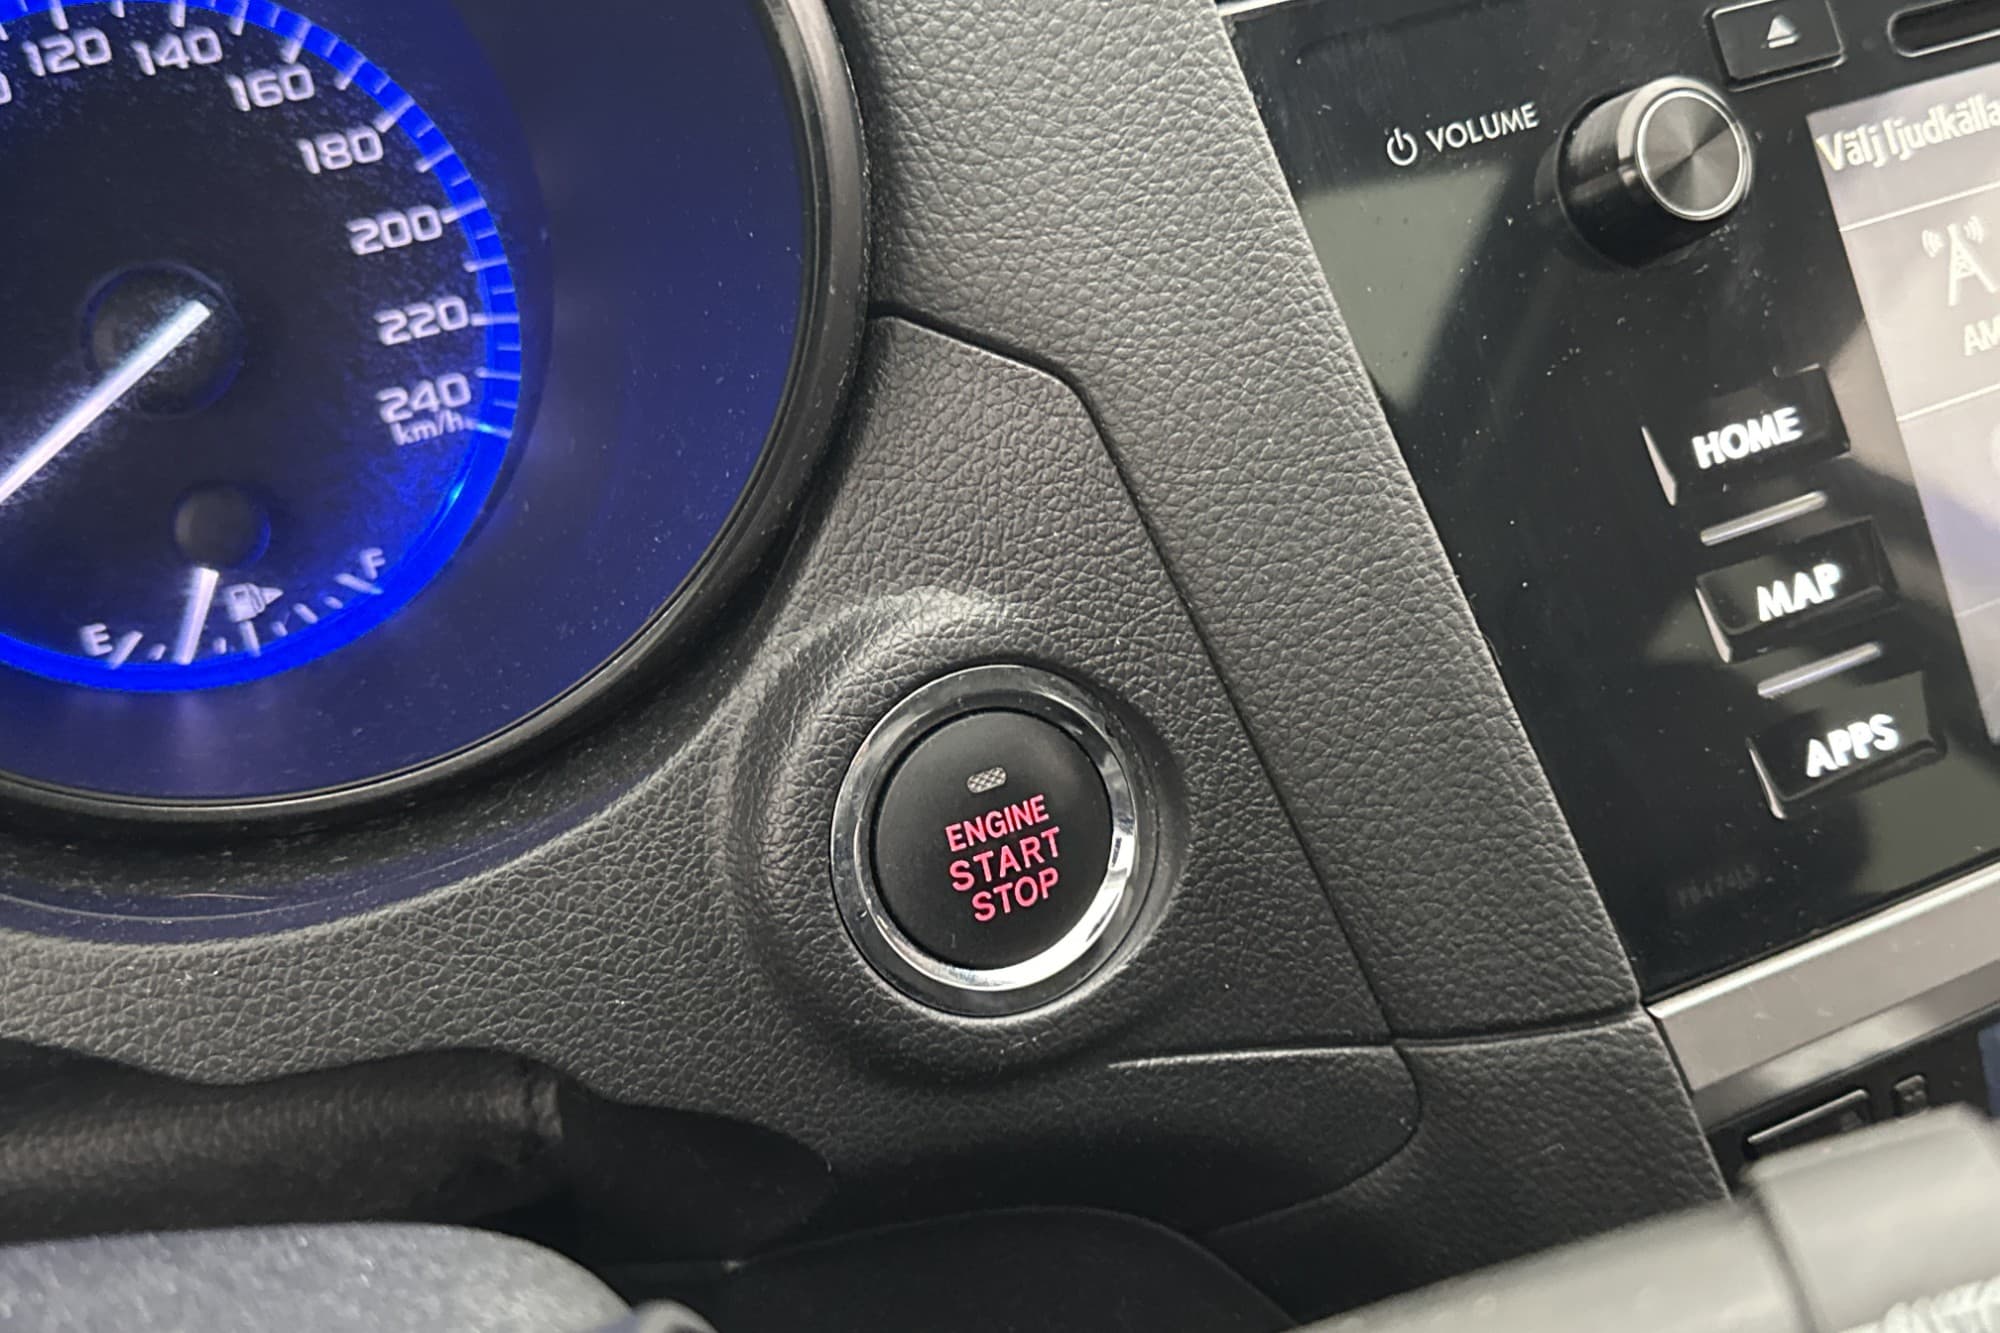 120
140
160
180
200
220
240
km/h
E
F
ENGINE
START
STOP
VOLUME
Välj ljudkälla
AM
HOME
MAP
APPS